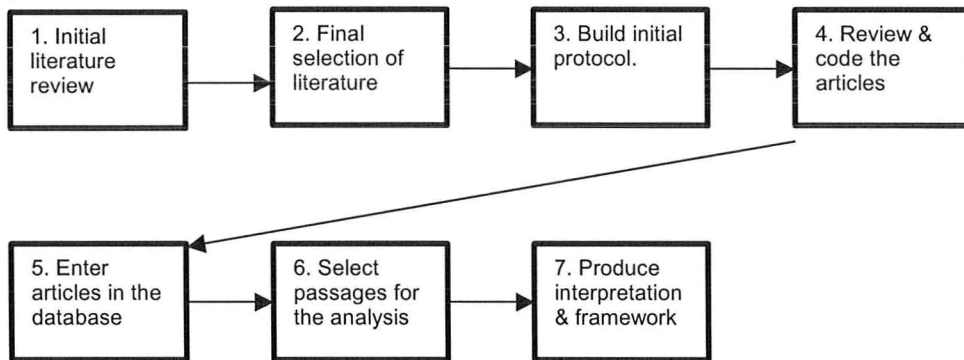 1. Initial
literature
review
2. Final
selection of
literature
3. Build initial
protocol.
4. Review &
code the
articles
5. Enter
articles in the
database
6. Select
passages for
the analysis
7. Produce
interpretation
& framework